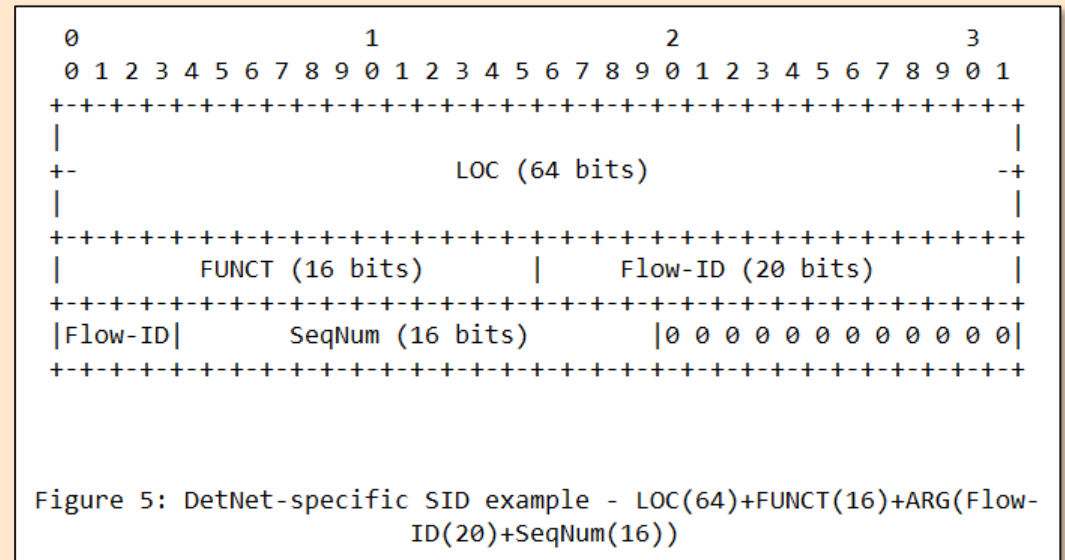 0                   1                   2                   3
 0 1 2 3 4 5 6 7 8 9 0 1 2 3 4 5 6 7 8 9 0 1 2 3 4 5 6 7 8 9 0 1
+-+-+-+-+-+-+-+-+-+-+-+-+-+-+-+-+-+-+-+-+-+-+-+-+-+-+-+-+-+-+-+-+
|                                                               |
+-                         LOC (64 bits)                       -+
|                                                               |
+-+-+-+-+-+-+-+-+-+-+-+-+-+-+-+-+-+-+-+-+-+-+-+-+-+-+-+-+-+-+-+-+
|         FUNCT (16 bits)       |     Flow-ID (20 bits)         |
+-+-+-+-+-+-+-+-+-+-+-+-+-+-+-+-+-+-+-+-+-+-+-+-+-+-+-+-+-+-+-+-+
|Flow-ID|       SeqNum (16 bits)        |0 0 0 0 0 0 0 0 0 0 0 0|
+-+-+-+-+-+-+-+-+-+-+-+-+-+-+-+-+-+-+-+-+-+-+-+-+-+-+-+-+-+-+-+-+
Figure 5: DetNet-specific SID example - LOC(64)+FUNCT(16)+ARG(Flow-
ID(20)+SeqNum(16))